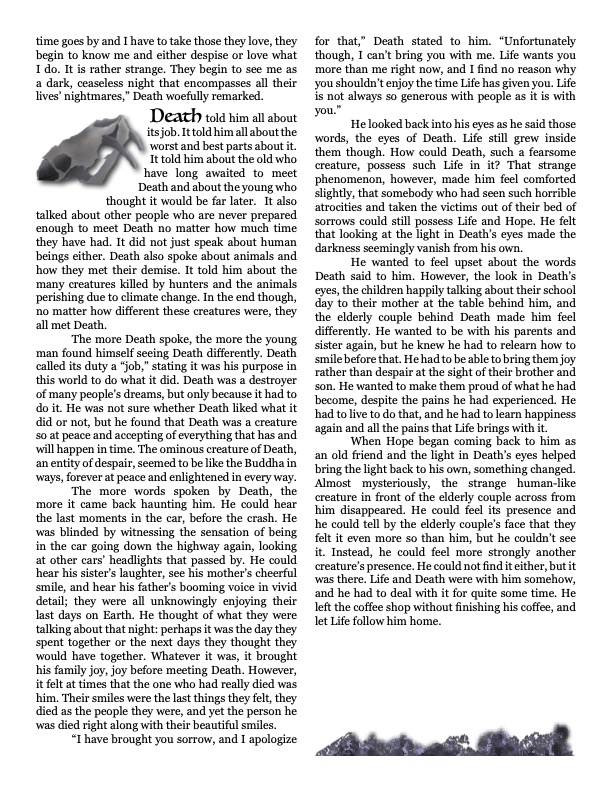 time goes by and I have to take those they love, they
begin to know me and either despise or love what
I do. It is rather strange. They begin to see me as
a dark, ceaseless night that encompasses all their
lives’ nightmares,” Death woefully remarked.
Death told him all about
its job. It told him all about the
worst and best parts about it.
It told him about the old who
have long awaited to meet
Death and about the young who
thought it would be far later. It also
talked about other people who are never prepared
enough to meet Death no matter how much time
they have had. It did not just speak about human
beings either. Death also spoke about animals and
how they met their demise. It told him about the
many creatures killed by hunters and the animals
perishing due to climate change. In the end though,
no matter how different these creatures were, they
all met Death.
The more Death spoke, the more the young
man found himself seeing Death differently. Death
called its duty a “job,” stating it was his purpose in
this world to do what it did. Death was a destroyer
of many people’s dreams, but only because it had to
do it. He was not sure whether Death liked what it
did or not, but he found that Death was a creature
so at peace and accepting of everything that has and
will happen in time. The ominous creature of Death,
an entity of despair, seemed to be like the Buddha in
ways, forever at peace and enlightened in every way.
The more words spoken by Death, the
more it came back haunting him. He could hear
the last moments in the car, before the crash. He
was blinded by witnessing the sensation of being
in the car going down the highway again, looking
at other cars’ headlights that passed by. He could
hear his sister’s laughter, see his mother’s cheerful
smile, and hear his father’s booming voice in vivid
detail; they were all unknowingly enjoying their
last days on Earth. He thought of what they were
talking about that night: perhaps it was the day they
spent together or the next days they thought they
would have together. Whatever it was, it brought
his family joy, joy before meeting Death. However,
it felt at times that the one who had really died was
him. Their smiles were the last things they felt, they
died as the people they were, and yet the person he
was died right along with their beautiful smiles.
“I have brought you sorrow, and I apologize
for that,” Death stated to him. “Unfortunately
though, I can’t bring you with me. Life wants you
more than me right now, and I find no reason why
you shouldn’t enjoy the time Life has given you. Life
is not always so generous with people as it is with
you.”
He looked back into his eyes as he said those
words, the eyes of Death. Life still grew inside
them though. How could Death, such a fearsome
creature, possess such Life in it? That strange
phenomenon, however, made him feel comforted
slightly, that somebody who had seen such horrible
atrocities and taken the victims out of their bed of
sorrows could still possess Life and Hope. He felt
that looking at the light in Death’s eyes made the
darkness seemingly vanish from his own.
He wanted to feel upset about the words
Death said to him. However, the look in Death’s
eyes, the children happily talking about their school
day to their mother at the table behind him, and
the elderly couple behind Death made him feel
differently. He wanted to be with his parents and
sister again, but he knew he had to relearn how to
smile before that. He had to be able to bring them joy
rather than despair at the sight of their brother and
son. He wanted to make them proud of what he had
become, despite the pains he had experienced. He
had to live to do that, and he had to learn happiness
again and all the pains that Life brings with it.
When Hope began coming back to him as
an old friend and the light in Death’s eyes helped
bring the light back to his own, something changed.
Almost mysteriously, the strange human-like
creature in front of the elderly couple across from
him disappeared. He could feel its presence and
he could tell by the elderly couple’s face that they
felt it even more so than him, but he couldn’t see
it. Instead, he could feel more strongly another
creature’s presence. He could not find it either, but it
was there. Life and Death were with him somehow,
and he had to deal with it for quite some time. He
left the coffee shop without finishing his coffee, and
let Life follow him home.